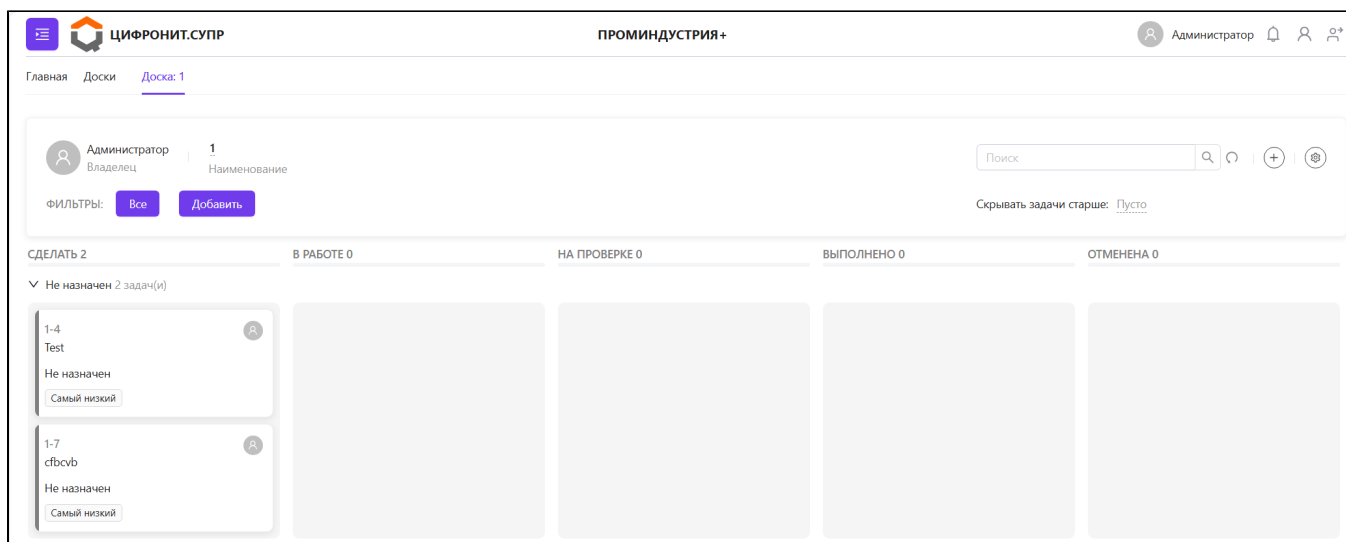 ЦИФРОНИТ.СУПР
ПРОМИНДУСТРИЯ+
Администратор
Главная Доски Доска: 1
Администратор
Владелец
1
Наименование
Поиск
ФИЛЬТРЫ: Все Добавить
Скрывать задачи старше: Пусто
СДЕЛАТЬ 2
В РАБОТЕ 0
НА ПРОВЕРКЕ 0
ВЫПОЛНЕНО 0
ОТМЕНЕНА 0
Не назначен 2 задач(и)
1-4
Test
Не назначен
Самый низкий
1-7
cfbcvb
Не назначен
Самый низкий